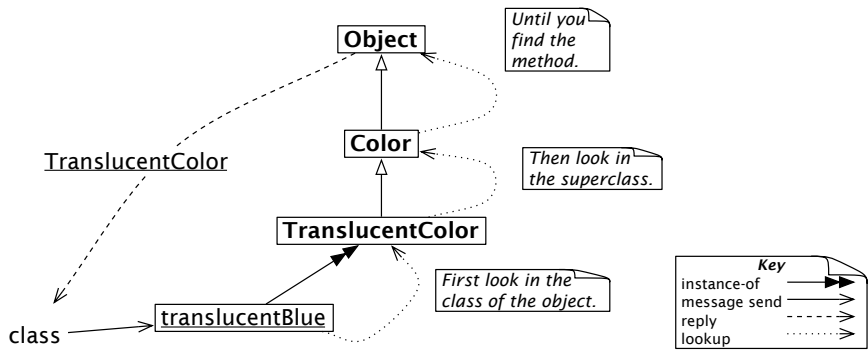 Object
Until you
find the
method.
Color
TranslucentColor
Then look in
the superclass.
TranslucentColor
First look in the
class of the object.
translucentBlue
class
Key
instance-of
message send
reply
lookup